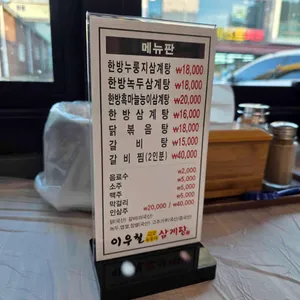 메뉴판
한방누룽지삼계탕 ₩18,000
한방녹두삼계탕 ₩18,000
한방흑마늘능이삼계탕 ₩20,000
한방삼계탕 ₩16,000
닭볶음탕 ₩18,000
갈비탕 ₩15,000
갈비찜(2인분) ₩40,000
음료수 ₩2,000
소주 ₩5,000
맥주 ₩5,000
막걸리 ₩5,000
인삼주 ₩20,000 / ₩40,000
이우철 삼계탕